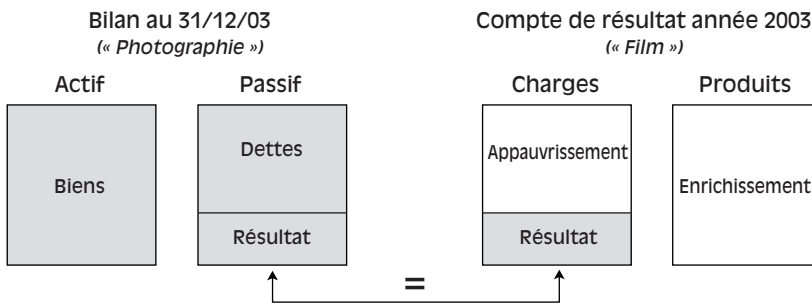 Bilan au 31/12/03
(« Photographie »)
Compte de résultat année 2003
(« Film »)
Actif
Passif
Charges
Produits
Biens
Dettes
Résultat
Appauvrissement
Résultat
Enrichissement
=